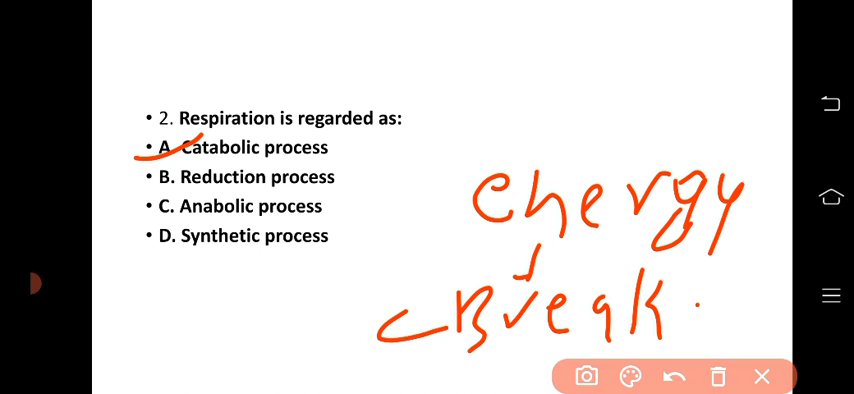 • 2. Respiration is regarded as:
• A. Catabolic process
• B. Reduction process
• C. Anabolic process
• D. Synthetic process
energy
Break